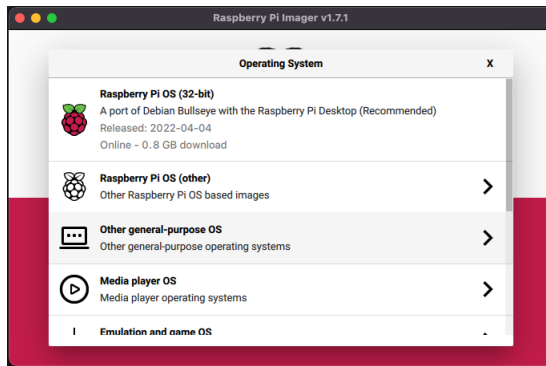 Raspberry Pi Imager v1.7.1
Operating System
X
Raspberry Pi OS (32-bit)
A port of Debian Bullseye with the Raspberry Pi Desktop (Recommended)
Released: 2022-04-04
Online - 0.8 GB download
Raspberry Pi OS (other)
Other Raspberry Pi OS based images
Other general-purpose OS
Other general-purpose operating systems
Media player OS
Media player operating systems
Emulation and game OS